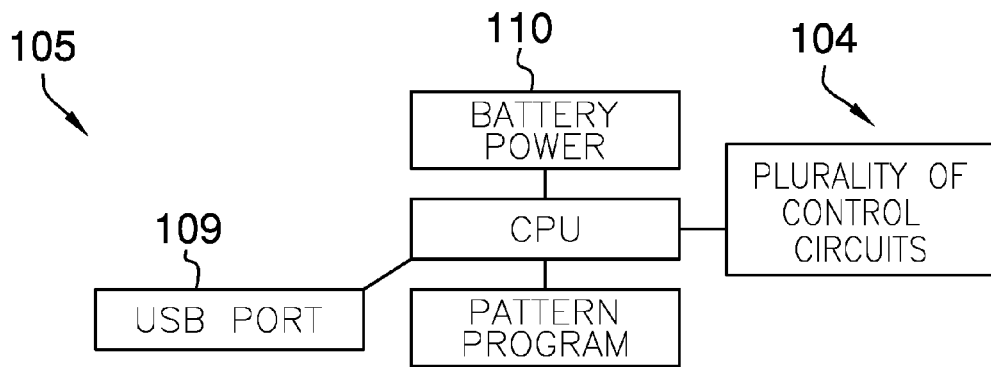 105
110
104
BATTERY
POWER
PLURALITY OF
CONTROL
CIRCUITS
CPU
109
USB PORT
PATTERN
PROGRAM